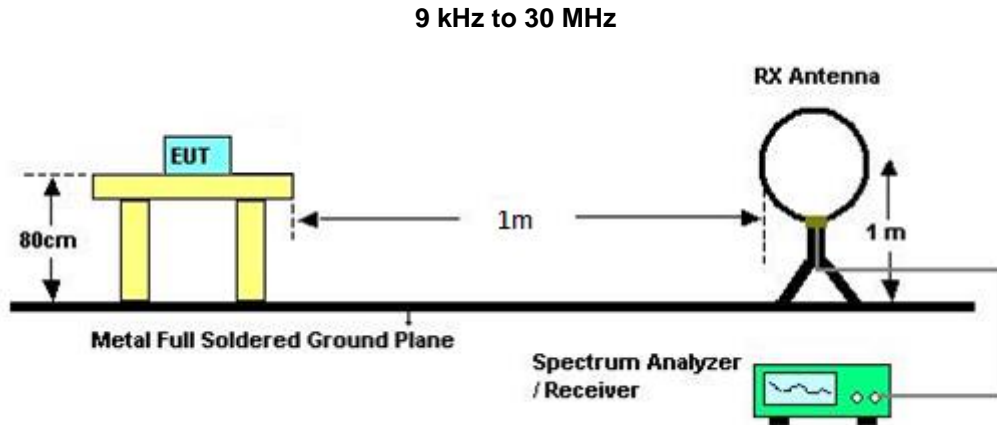 9 kHz to 30 MHz
RX Antenna
EUT
80cm
1m
1 m
Metal Full Soldered Ground Plane
Spectrum Analyzer
/ Receiver